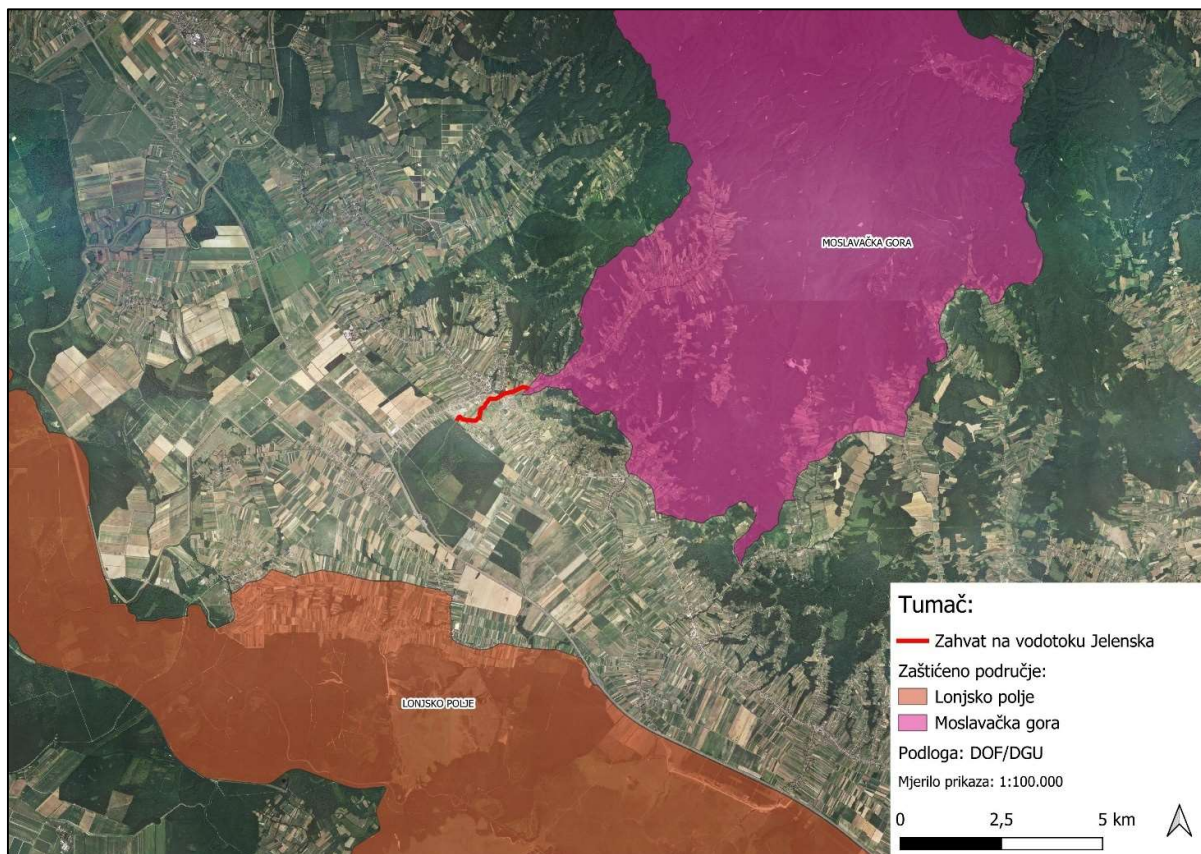 MOSLAVAČKA GORA
LONJSKO POLJE
Tumač:
Zahvat na vodotoku Jelenska
Zaštićeno područje:
Lonjsko polje
Moslavačka gora
Podloga: DOF/DGU
Mjerilo prikaza: 1:100.000
0 2,5 5 km